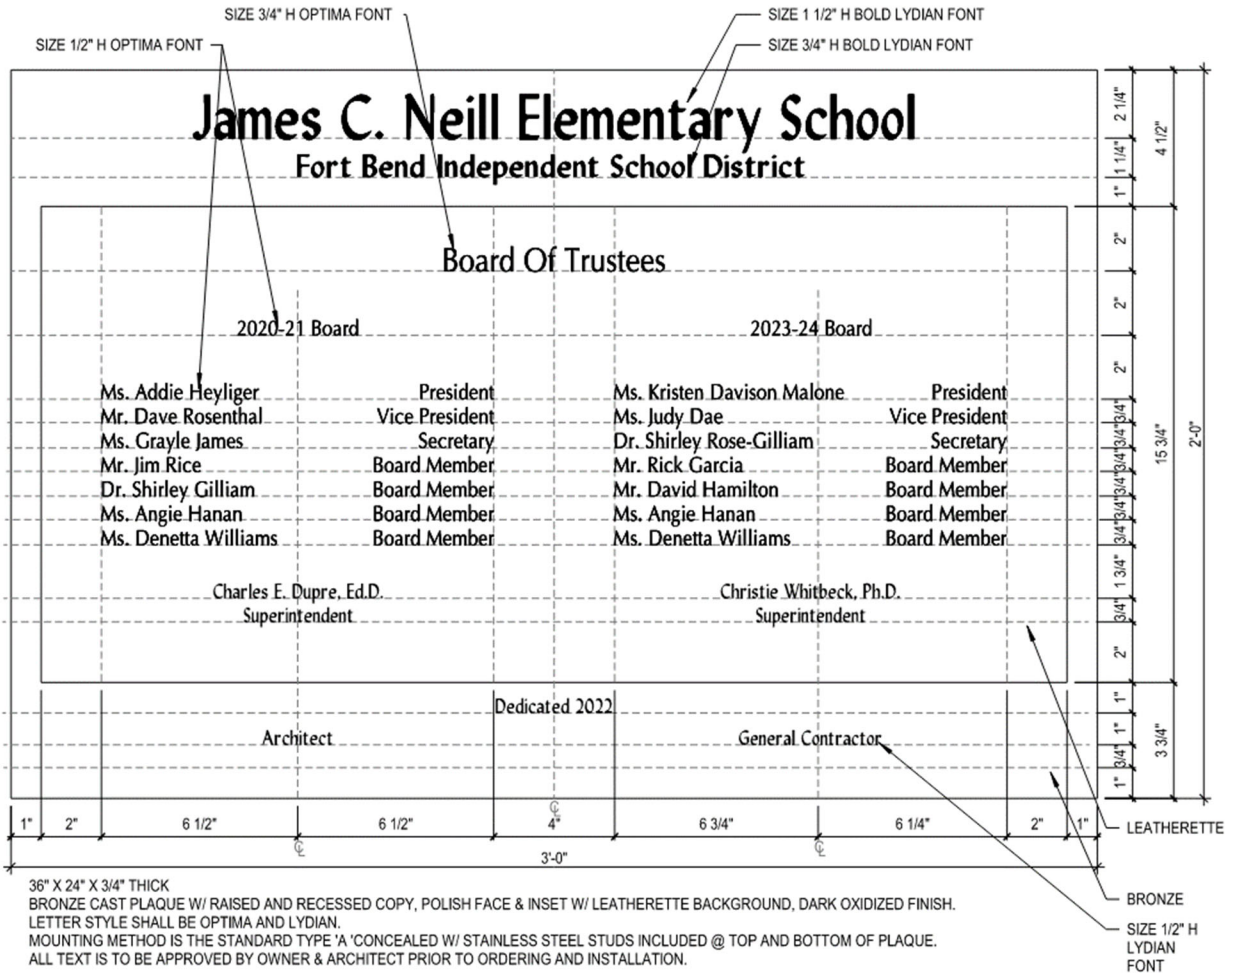 SIZE 3/4" H OPTIMA FONT
SIZE 1 1/2" H BOLD LYDIAN FONT
SIZE 1/2" H OPTIMA FONT
SIZE 3/4" H BOLD LYDIAN FONT
James C. Neill Elementary School
Fort Bend Independent School District
Board Of Trustees
2020-21 Board
2023-24 Board
Ms. Addie Heyliger President
Mr. Dave Rosenthal Vice President
Ms. Grayle James Secretary
Mr. Jim Rice Board Member
Dr. Shirley Gilliam Board Member
Ms. Angie Hanan Board Member
Ms. Denetta Williams Board Member
Ms. Kristen Davison Malone President
Ms. Judy Dae Vice President
Dr. Shirley Rose-Gilliam Secretary
Mr. Rick Garcia Board Member
Mr. David Hamilton Board Member
Ms. Angie Hanan Board Member
Ms. Denetta Williams Board Member
Charles E. Dupre, Ed.D.
Superintendent
Christie Whitbeck, Ph.D.
Superintendent
Dedicated 2022
Architect
General Contractor
2 1/4"
1 1/4"
1"
2"
2"
2"
3/4"
3/4"
3/4"
3/4"
3/4"
3/4"
1 3/4"
3/4"
2"
1"
1"
3/4"
1"
4 1/2"
15 3/4"
3 3/4"
2'-0"
1" 2" 6 1/2" 6 1/2" 4" 6 3/4" 6 1/4" 2" 1"
℄
℄
℄
3'-0"
LEATHERETTE
BRONZE
SIZE 1/2" H
LYDIAN
FONT
36" X 24" X 3/4" THICK
BRONZE CAST PLAQUE W/ RAISED AND RECESSED COPY, POLISH FACE & INSET W/ LEATHERETTE BACKGROUND, DARK OXIDIZED FINISH.
LETTER STYLE SHALL BE OPTIMA AND LYDIAN.
MOUNTING METHOD IS THE STANDARD TYPE 'A 'CONCEALED W/ STAINLESS STEEL STUDS INCLUDED @ TOP AND BOTTOM OF PLAQUE.
ALL TEXT IS TO BE APPROVED BY OWNER & ARCHITECT PRIOR TO ORDERING AND INSTALLATION.